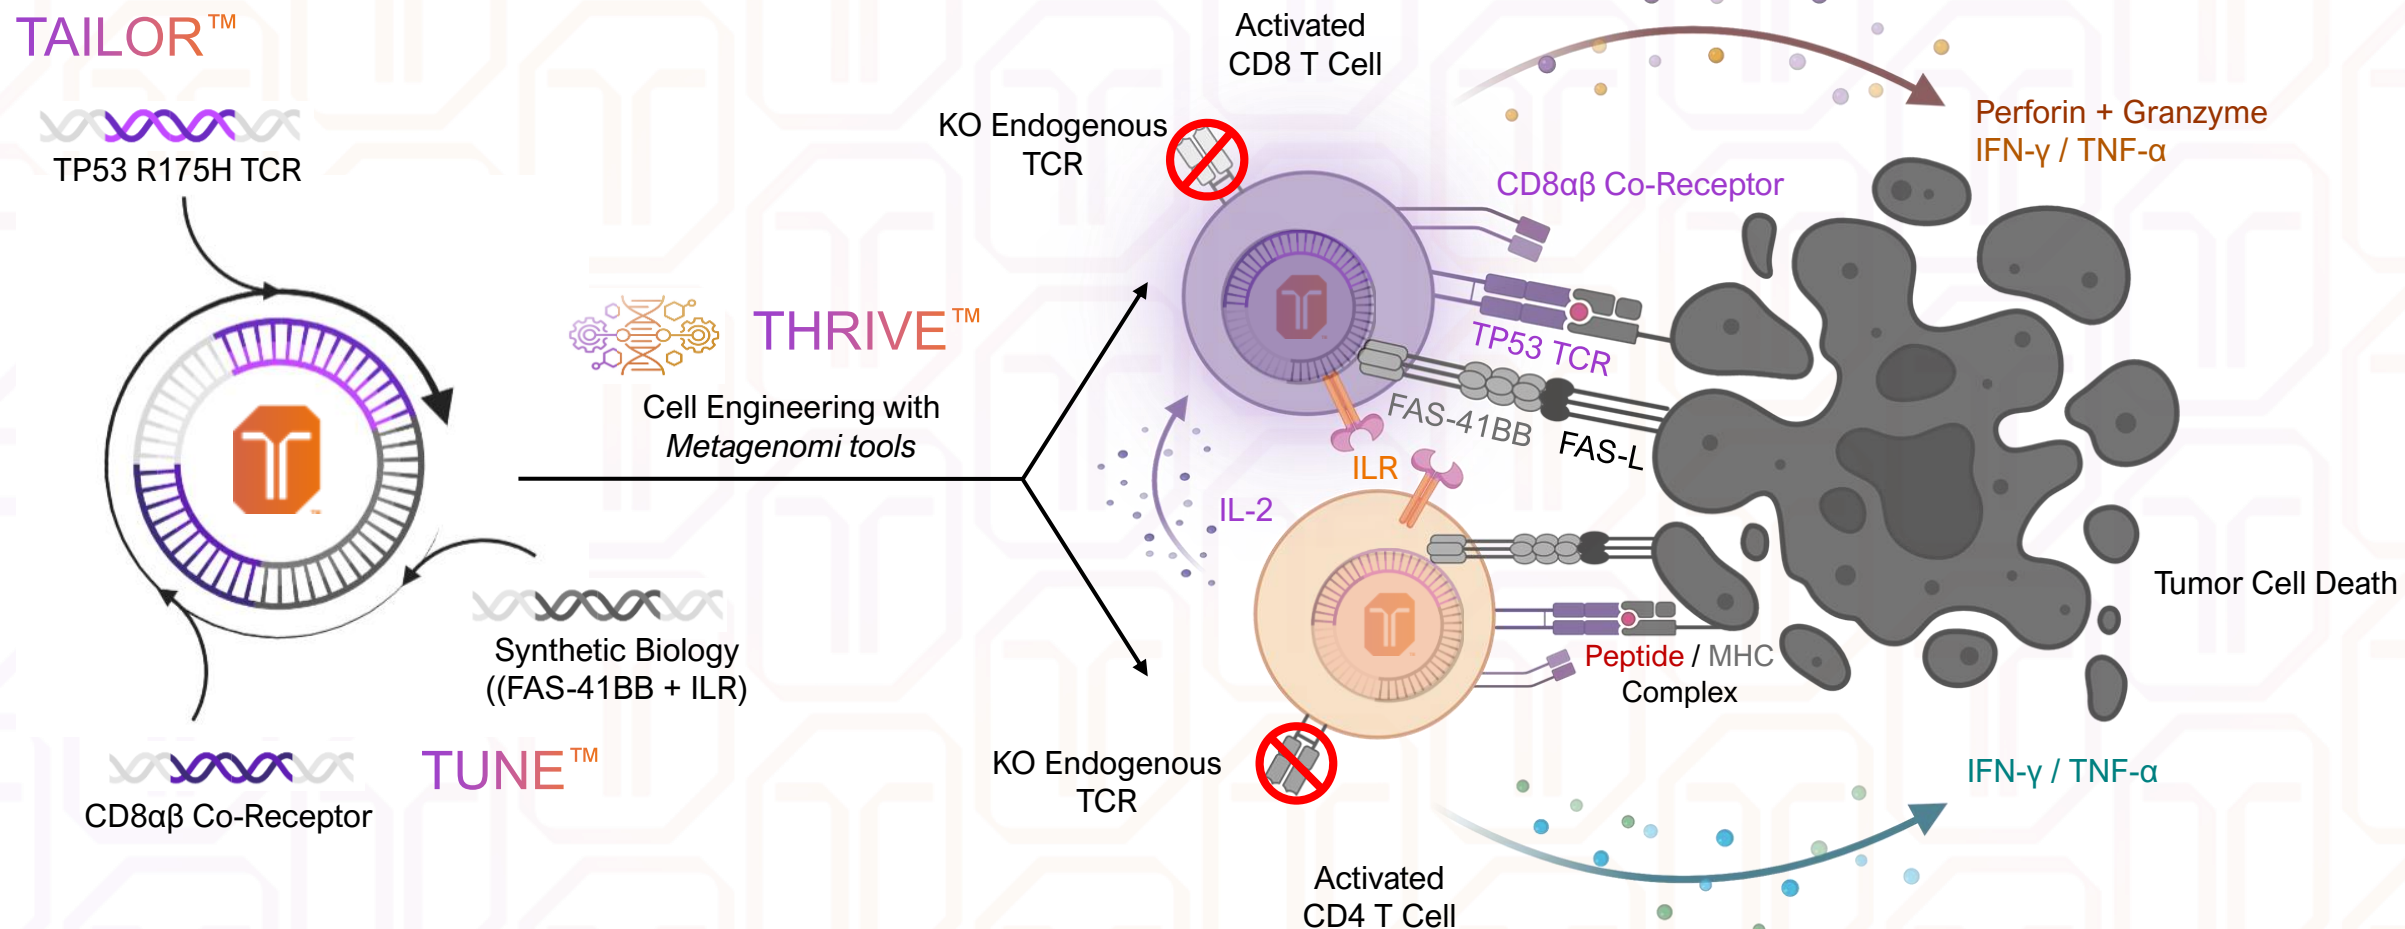 TAILOR™
TP53 R175H TCR
Synthetic Biology
((FAS-41BB + ILR)
CD8αβ Co-Receptor
TUNE™
THRIVE™
Cell Engineering with
Metagenomi tools
Activated
CD8 T Cell
KO Endogenous
TCR
CD8αβ Co-Receptor
TP53 TCR
FAS-41BB
FAS-L
ILR
IL-2
Perforin + Granzyme
IFN-γ / TNF-α
Tumor Cell Death
Peptide / MHC
Complex
KO Endogenous
TCR
IFN-γ / TNF-α
Activated
CD4 T Cell